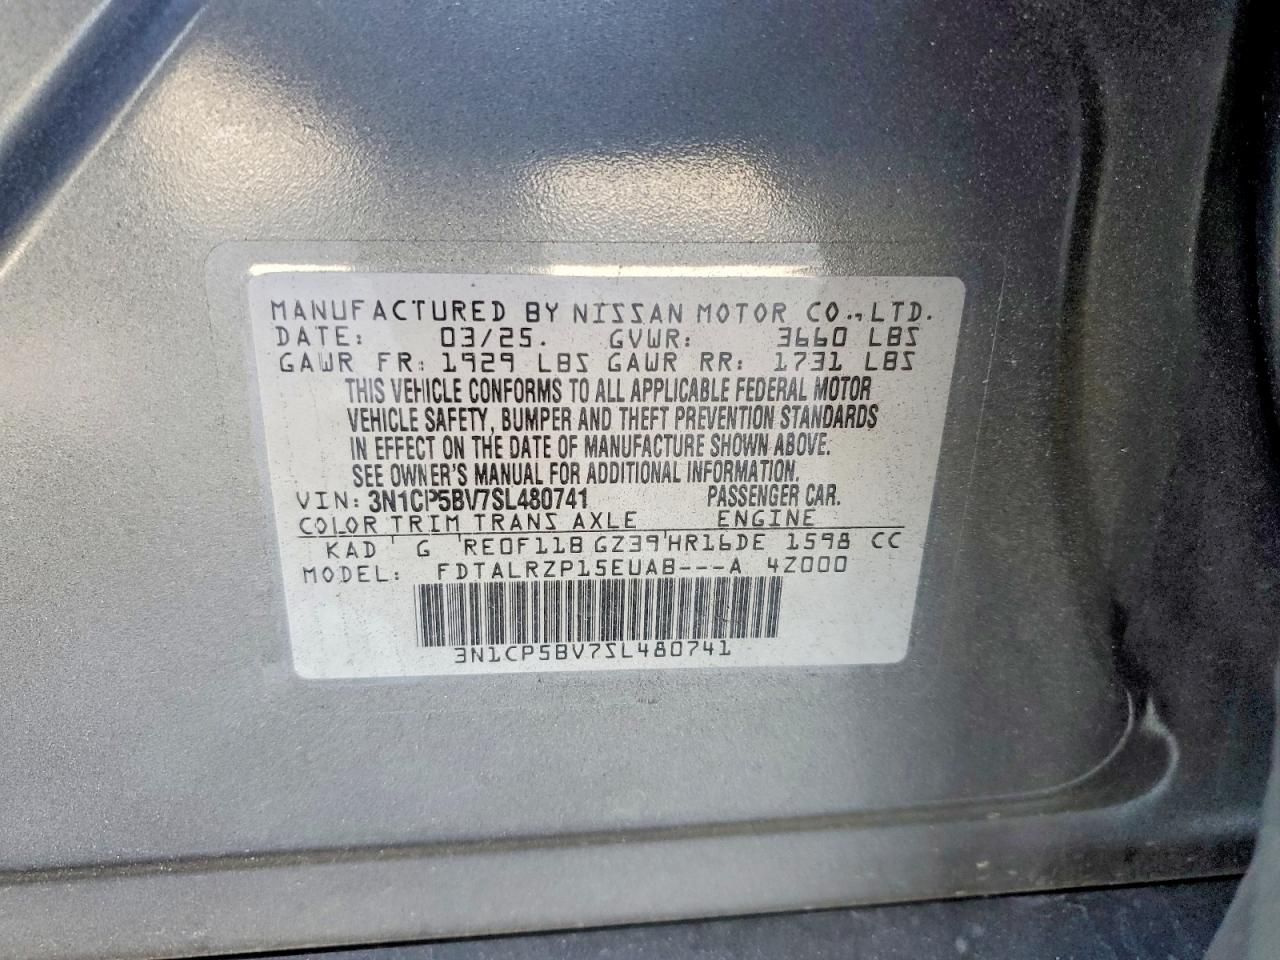 MANUFACTURED BY NISSAN MOTOR CO., LTD.
DATE: 03/25. GVWR: 3660 LBS
GAWR FR: 1929 LBS GAWR RR: 1731 LBS
THIS VEHICLE CONFORMS TO ALL APPLICABLE FEDERAL MOTOR
VEHICLE SAFETY, BUMPER AND THEFT PREVENTION STANDARDS
IN EFFECT ON THE DATE OF MANUFACTURE SHOWN ABOVE.
SEE OWNER'S MANUAL FOR ADDITIONAL INFORMATION.
VIN: 3N1CP5BV7SL480741 PASSENGER CAR.
COLOR TRIM TRANS AXLE ENGINE
KAD G RE0F11B GZ39 HR16DE 1598 CC
MODEL: FDTALRZP15EUAB---A 4Z000
3N1CP5BV7SL480741